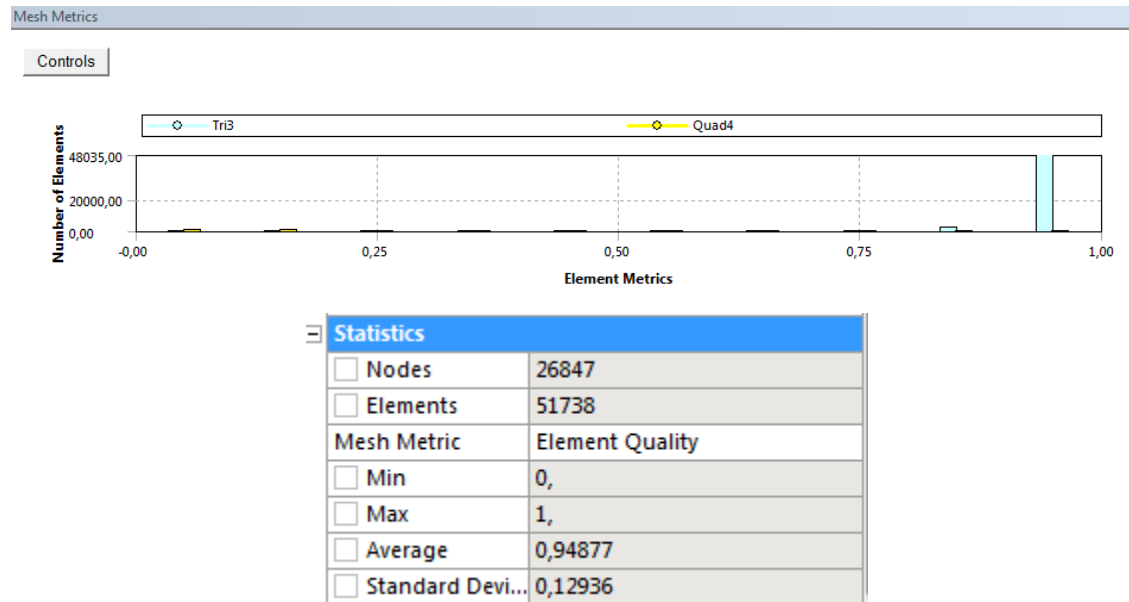 Mesh Metrics
Controls
Tri3 Quad4
Number of Elements
48035,00
20000,00
0,00
-0,00 0,25 0,50 0,75 1,00
Element Metrics
Statistics
Nodes 26847
Elements 51738
Mesh Metric Element Quality
Min 0,
Max 1,
Average 0,94877
Standard Devi... 0,12936